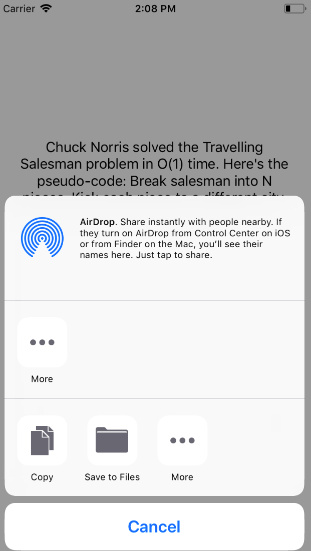 Carrier 2:08 PM
Chuck Norris solved the Travelling
Salesman problem in O(1) time. Here's the
pseudo-code: Break salesman into N
pieces. Kick each piece to a different city.
AirDrop. Share instantly with people nearby. If
they turn on AirDrop from Control Center on iOS
or from Finder on the Mac, you'll see their
names here. Just tap to share.
More
Copy Save to Files More
Cancel